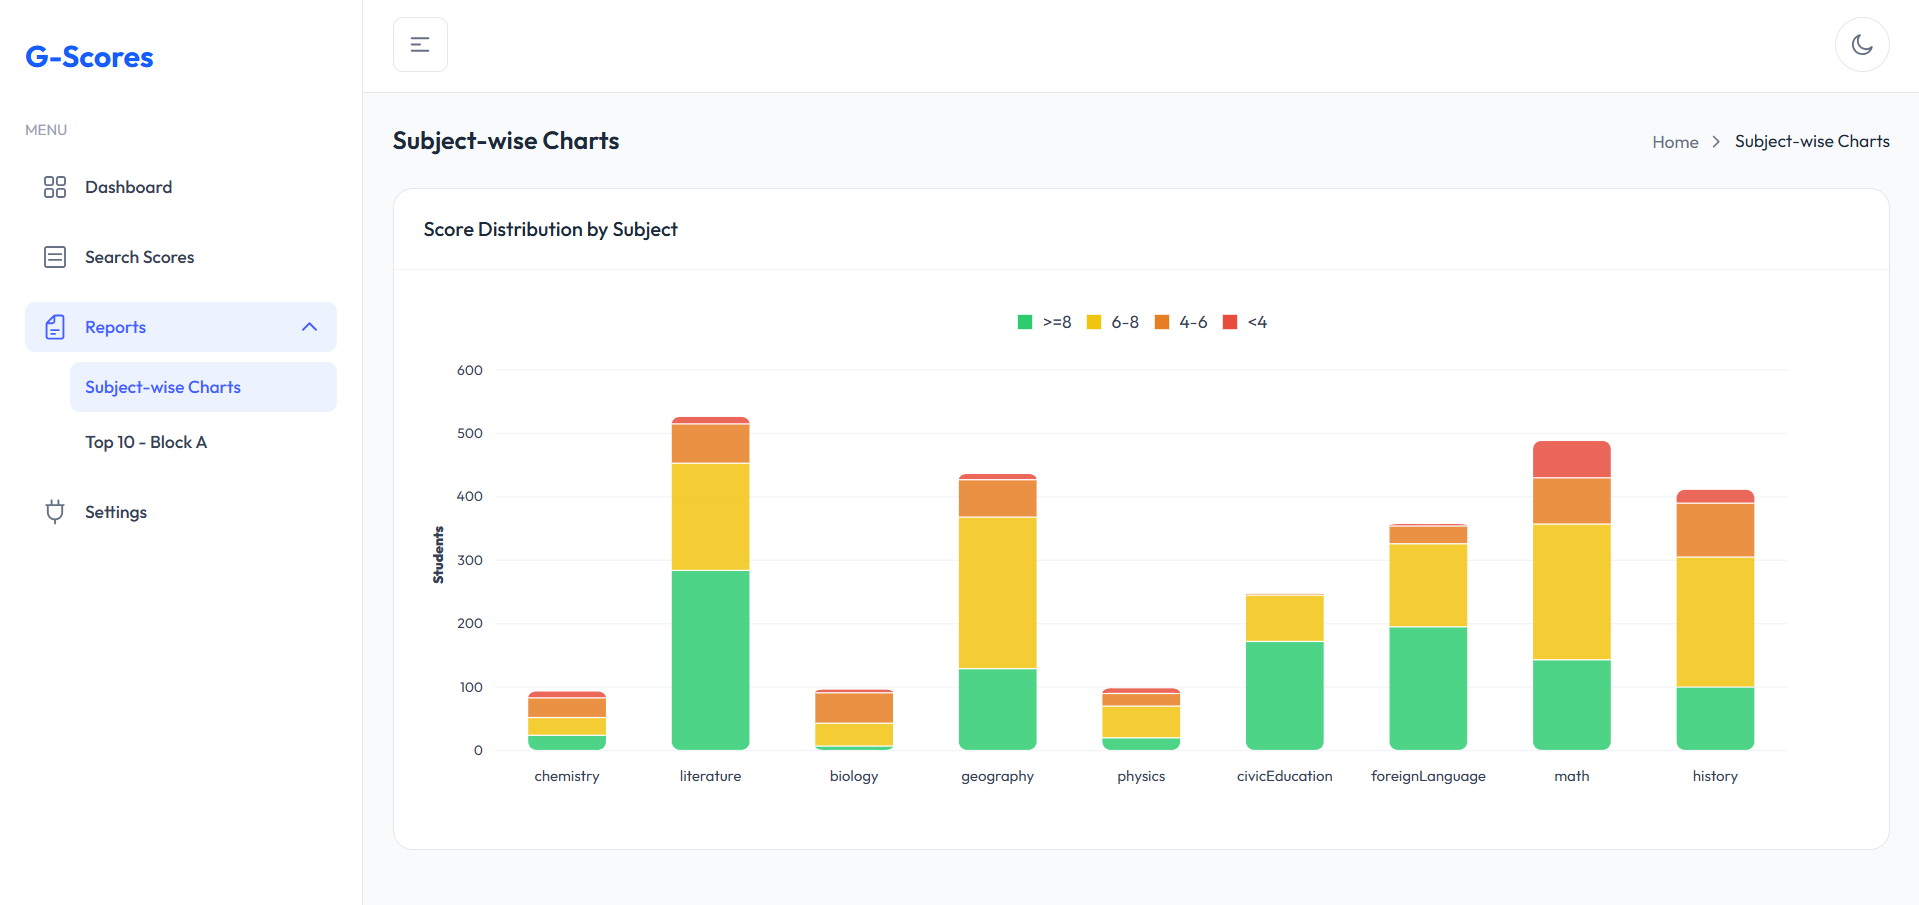 G-Scores
MENU
Dashboard
Search Scores
Reports
Subject-wise Charts
Top 10 - Block A
Settings
Subject-wise Charts
Home Subject-wise Charts
Score Distribution by Subject
>=8 6-8 4-6 <4
600
500
400
300
200
100
0
Students
chemistry literature biology geography physics civicEducation foreignLanguage math history